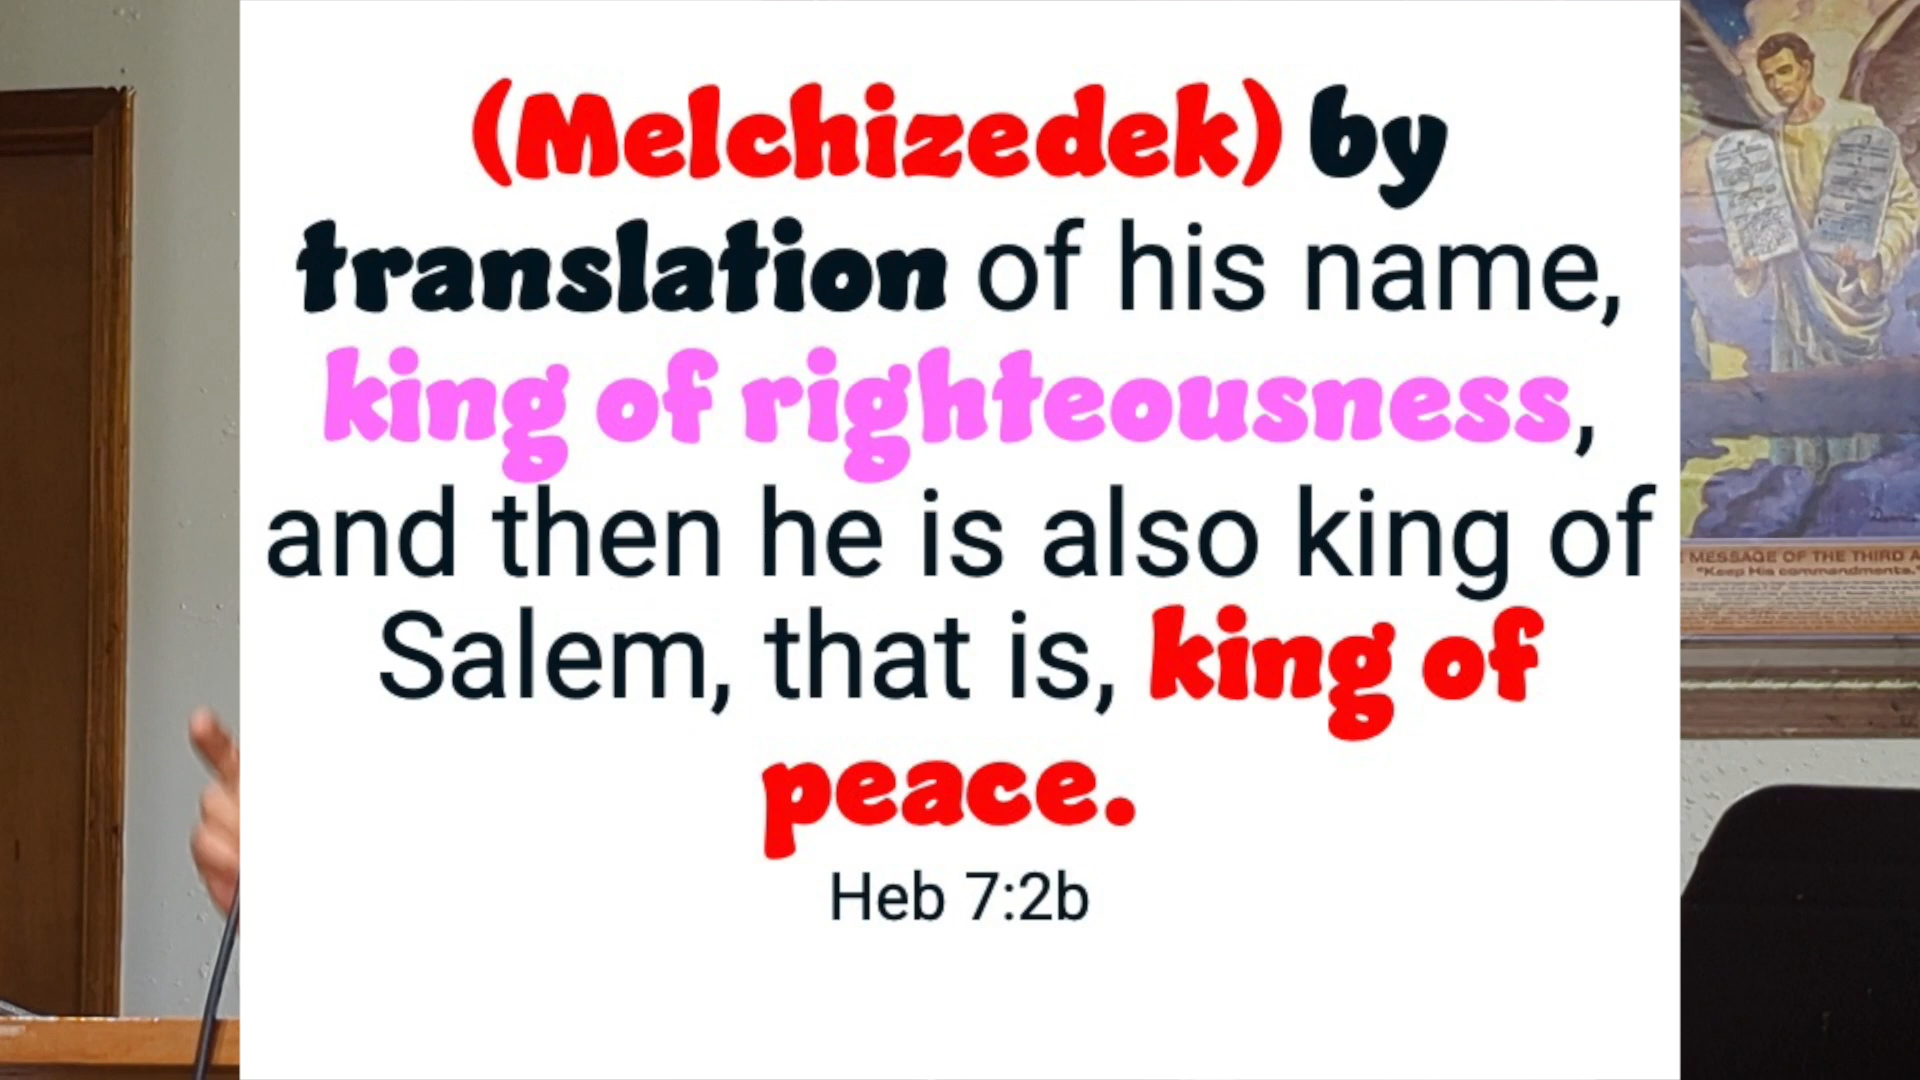 (Melchizedek) by
translation of his name,
king of righteousness,
and then he is also king of
Salem, that is, king of
peace.
Heb 7:2b
MESSAGE OF THE THIRD A
"Keep His commandments."